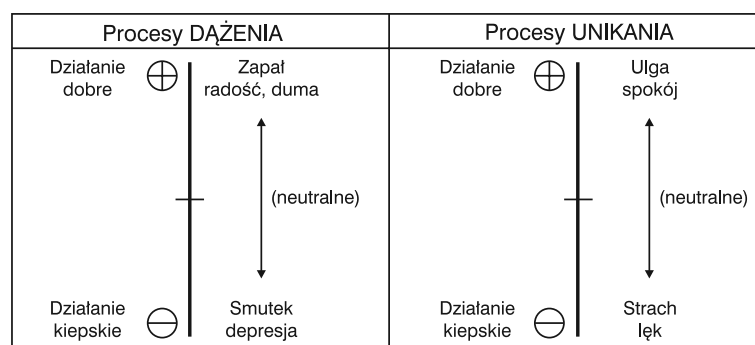 Procesy DĄŻENIA
Działanie
dobre
Zapał
radość, duma
(neutralne)
Działanie
kiepskie
Smutek
depresja
Procesy UNIKANIA
Działanie
dobre
Ulga
spokój
(neutralne)
Działanie
kiepskie
Strach
lęk